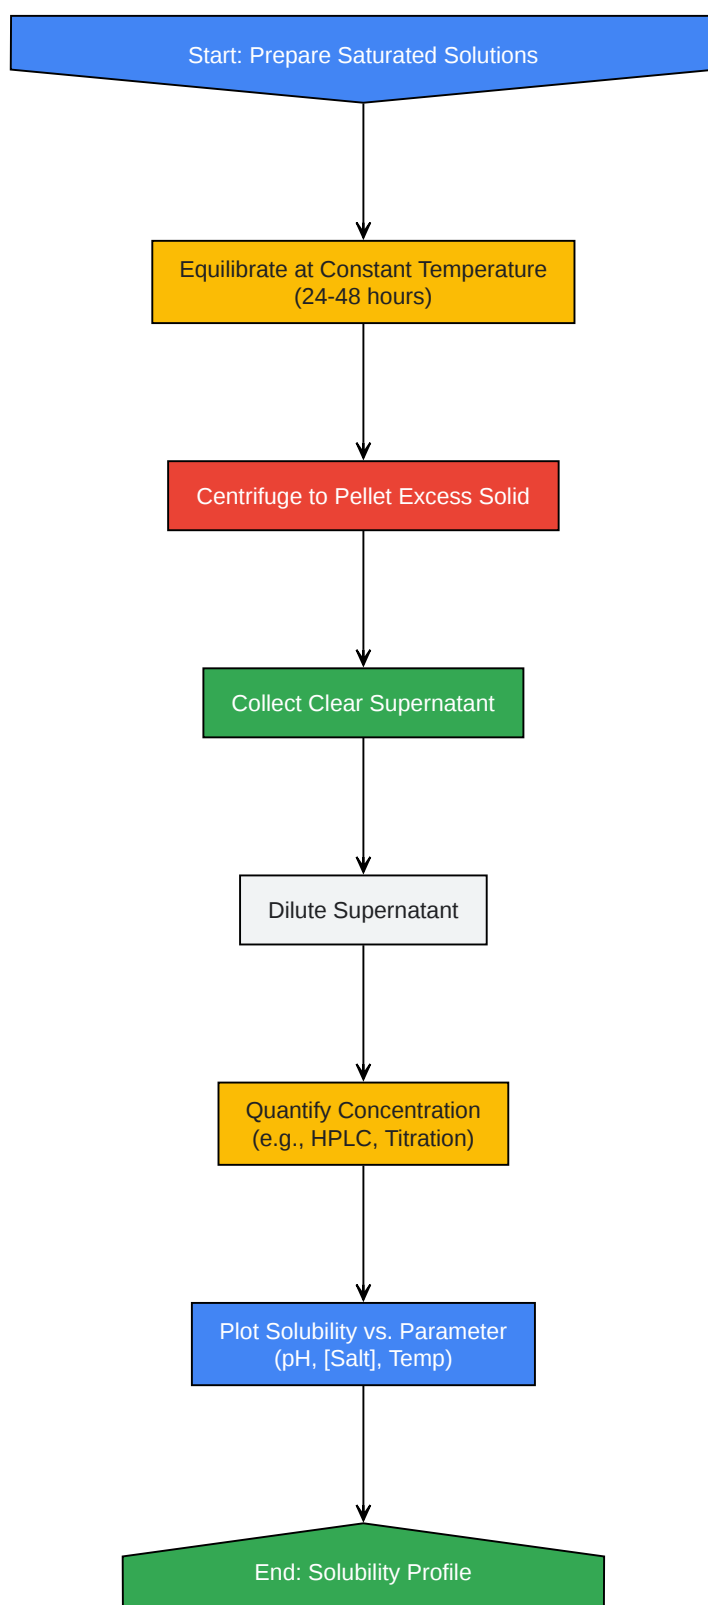 Start: Prepare Saturated Solutions
Equilibrate at Constant Temperature
(24-48 hours)
Centrifuge to Pellet Excess Solid
Collect Clear Supernatant
Dilute Supernatant
Quantify Concentration
(e.g., HPLC, Titration)
Plot Solubility vs. Parameter
(pH, [Salt], Temp)
End: Solubility Profile